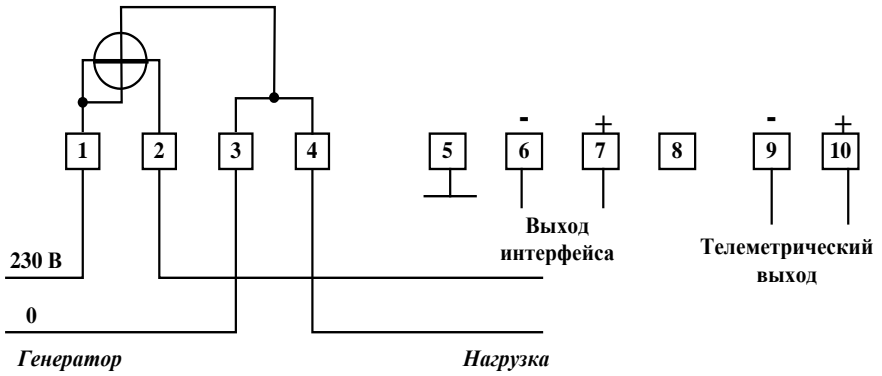 - + - +
1 2 3 4 5 6 7 8 9 10
Выход
интерфейса
Телеметрический
выход
230 В
0
Генератор
Нагрузка